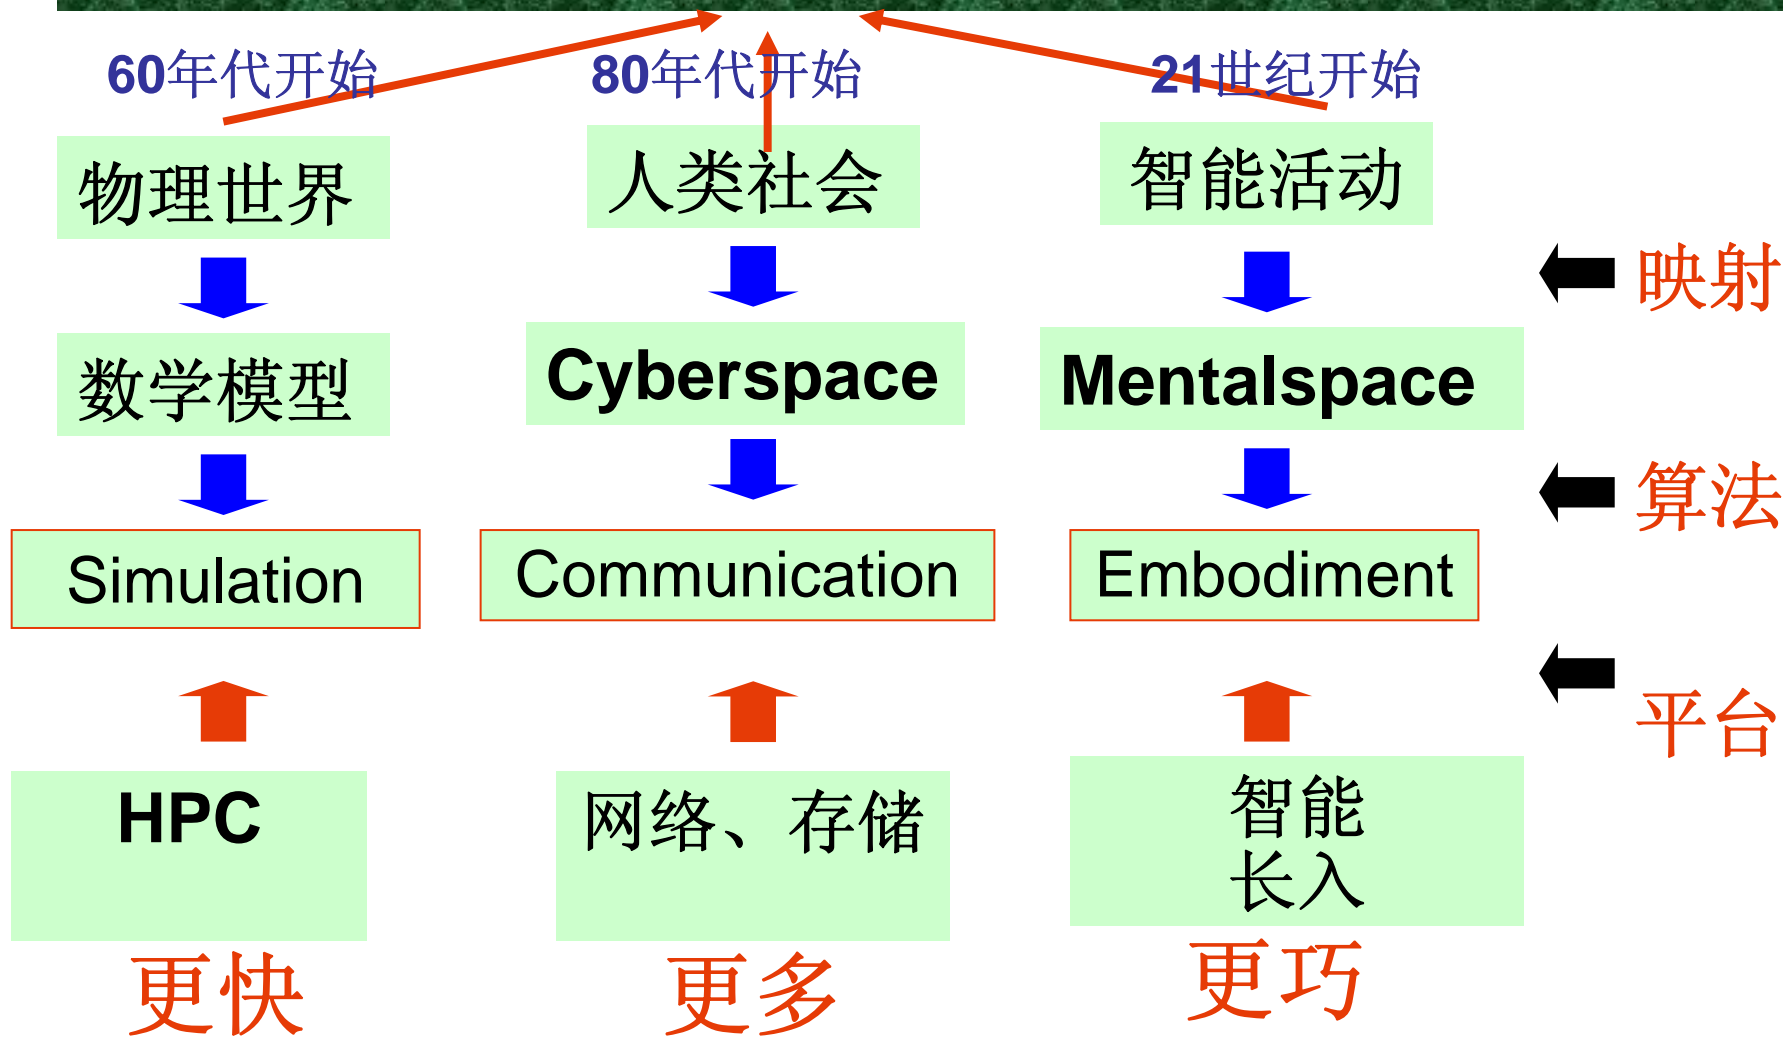 60年代开始
80年代开始
21世纪开始
物理世界
人类社会
智能活动
映射
数学模型
Cyberspace
Mentalspace
算法
Simulation
Communication
Embodiment
平台
HPC
网络、存储
智能
长入
更快
更多
更巧